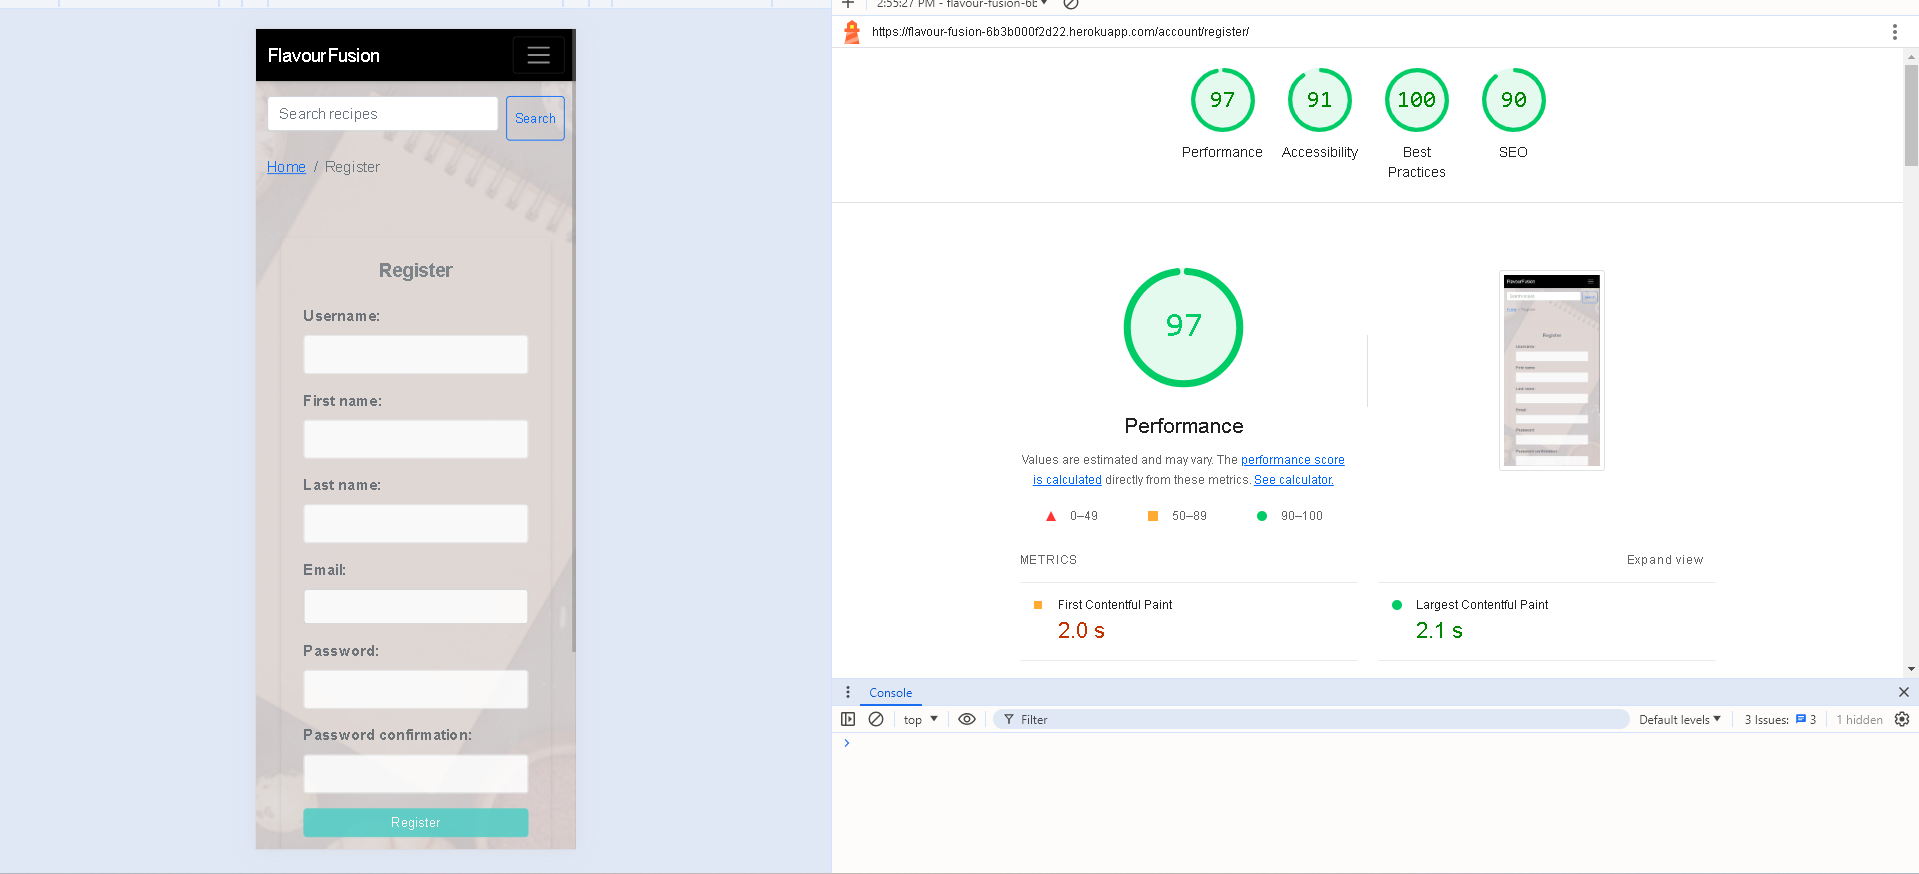 FlavourFusion
Search recipes
Search
Home / Register
Register
Username:
First name:
Last name:
Email:
Password:
Password confirmation:
Register
2:55:27 PM - flavour-fusion-6b
https://flavour-fusion-6b3b000f2d22.herokuapp.com/account/register/
97
91
100
90
Performance
Accessibility
Best
Practices
SEO
97
Performance
Values are estimated and may vary. The performance score
is calculated directly from these metrics. See calculator.
0–49
50–89
90–100
METRICS
Expand view
First Contentful Paint
2.0 s
Largest Contentful Paint
2.1 s
FlavourFusion
Register
Console
top
Filter
Default levels
3 Issues:
3
1 hidden